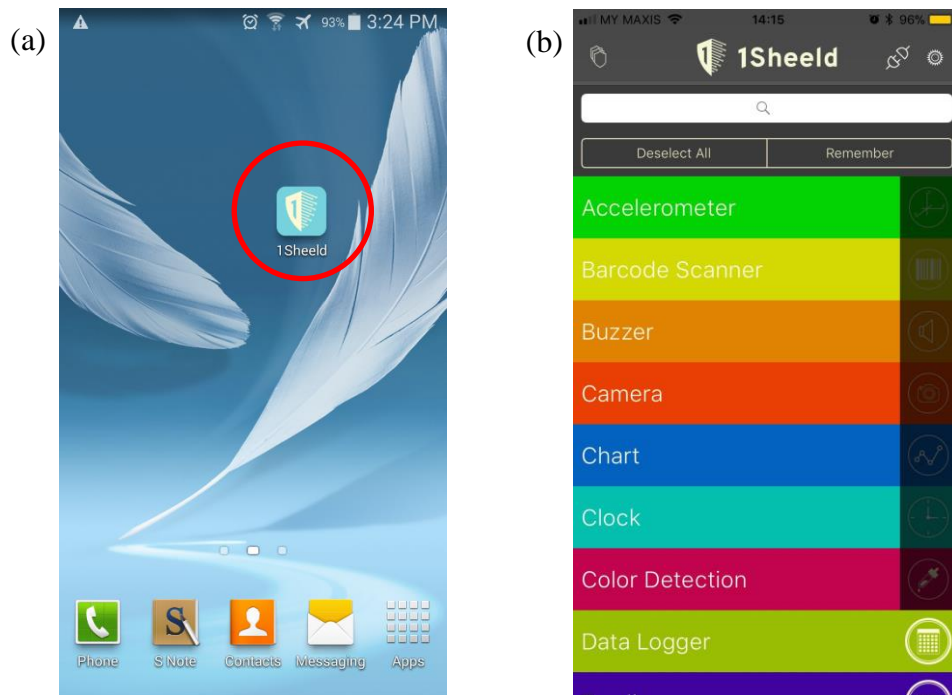 (a)
93% 3:24 PM
1Sheeld
Phone S Note Contacts Messaging Apps
(b)
MY MAXIS 14:15 96%
1Sheeld
Deselect All Remember
Accelerometer
Barcode Scanner
Buzzer
Camera
Chart
Clock
Color Detection
Data Logger